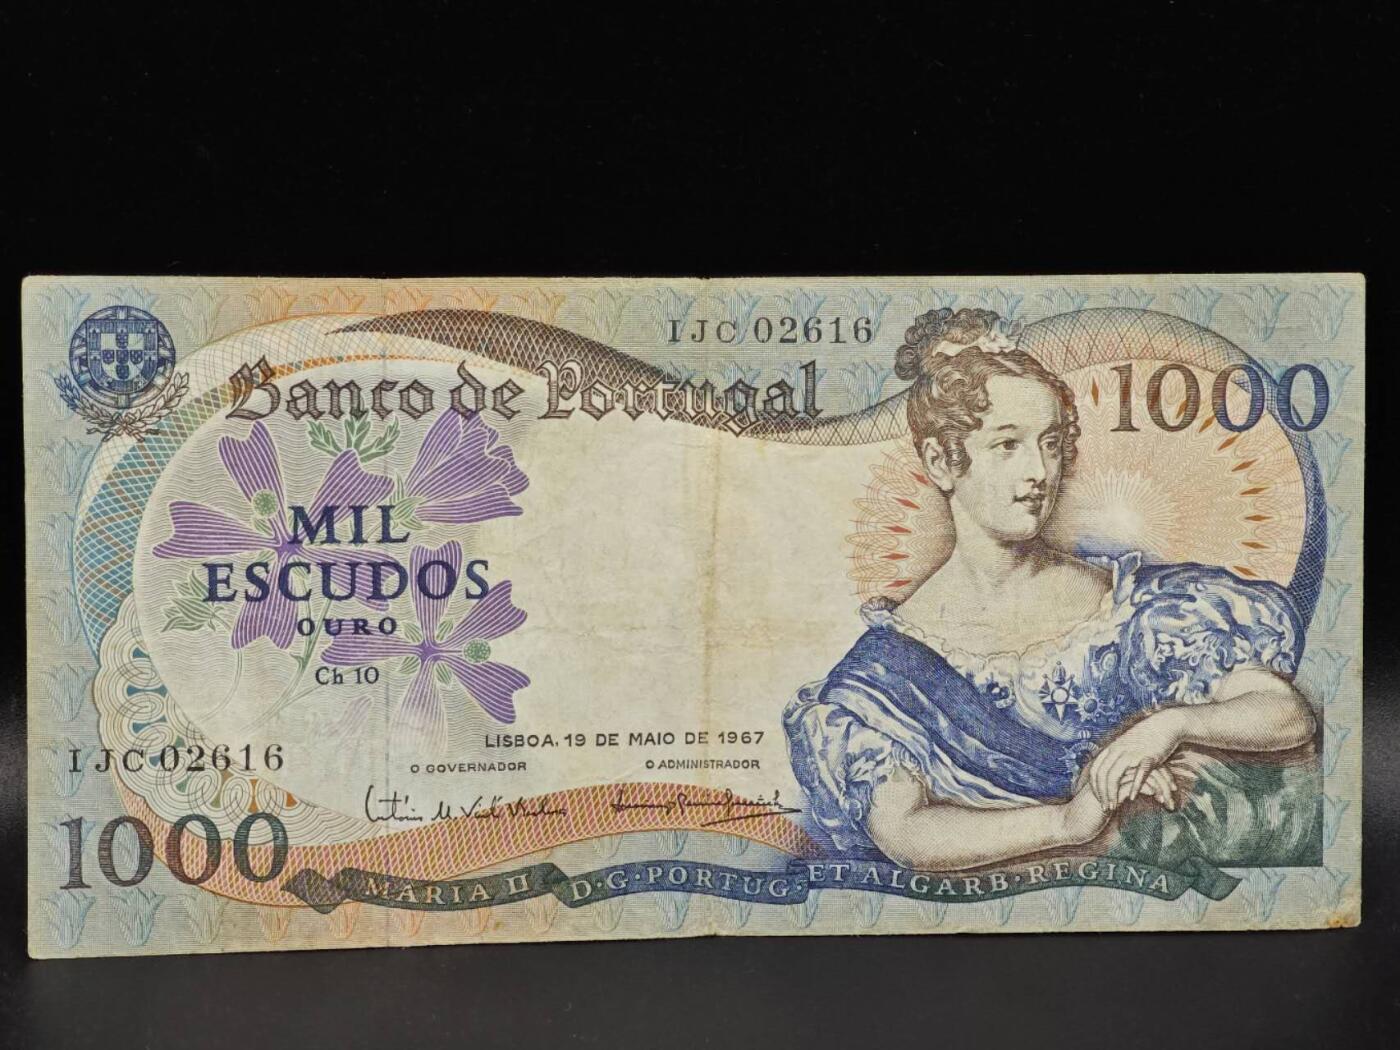 IJC 02616
Banco de Portugal
1000
MIL
ESCUDOS
OURO
Ch 10
LISBOA, 19 DE MAIO DE 1967
IJC 02616
O GOVERNADOR
O ADMINISTRADOR
1000
MARIA II D·G·PORTUG·ET ALGARB·REGINA